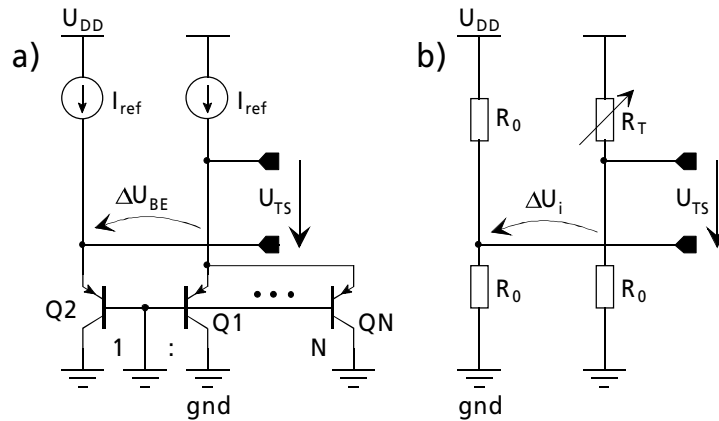 U_DD
a)
I_ref
I_ref
ΔU_BE
U_TS
Q2
Q1
QN
1 : N
gnd
U_DD
b)
R_0
R_T
ΔU_i
U_TS
R_0
R_0
gnd